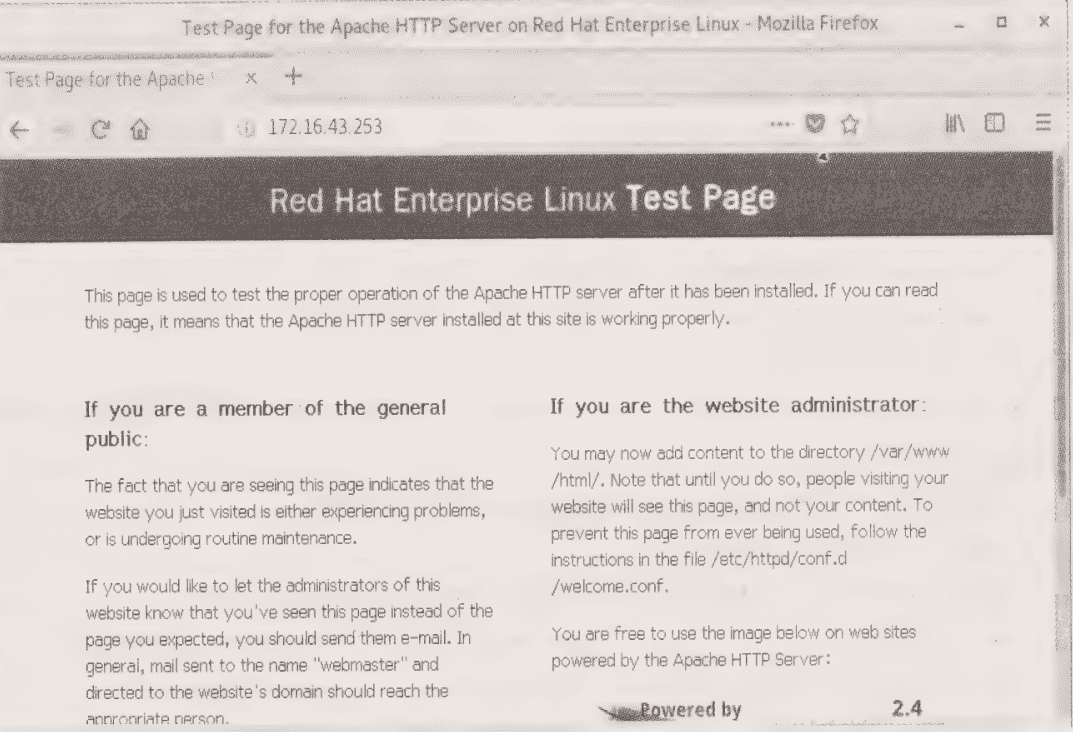 Test Page for the Apache HTTP Server on Red Hat Enterprise Linux - Mozilla Firefox
Test Page for the Apache
172.16.43.253
Red Hat Enterprise Linux Test Page
This page is used to test the proper operation of the Apache HTTP server after it has been installed. If you can read
this page, it means that the Apache HTTP server installed at this site is working properly.
If you are a member of the general
public:
The fact that you are seeing this page indicates that the
website you just visited is either experiencing problems,
or is undergoing routine maintenance.
If you would like to let the administrators of this
website know that you've seen this page instead of the
page you expected, you should send them e-mail. In
general, mail sent to the name "webmaster" and
directed to the website's domain should reach the
appropriate person.
If you are the website administrator:
You may now add content to the directory /var/www
/html/. Note that until you do so, people visiting your
website will see this page, and not your content. To
prevent this page from ever being used, follow the
instructions in the file /etc/httpd/conf.d
/welcome.conf.
You are free to use the image below on web sites
powered by the Apache HTTP Server:
Powered by 2.4